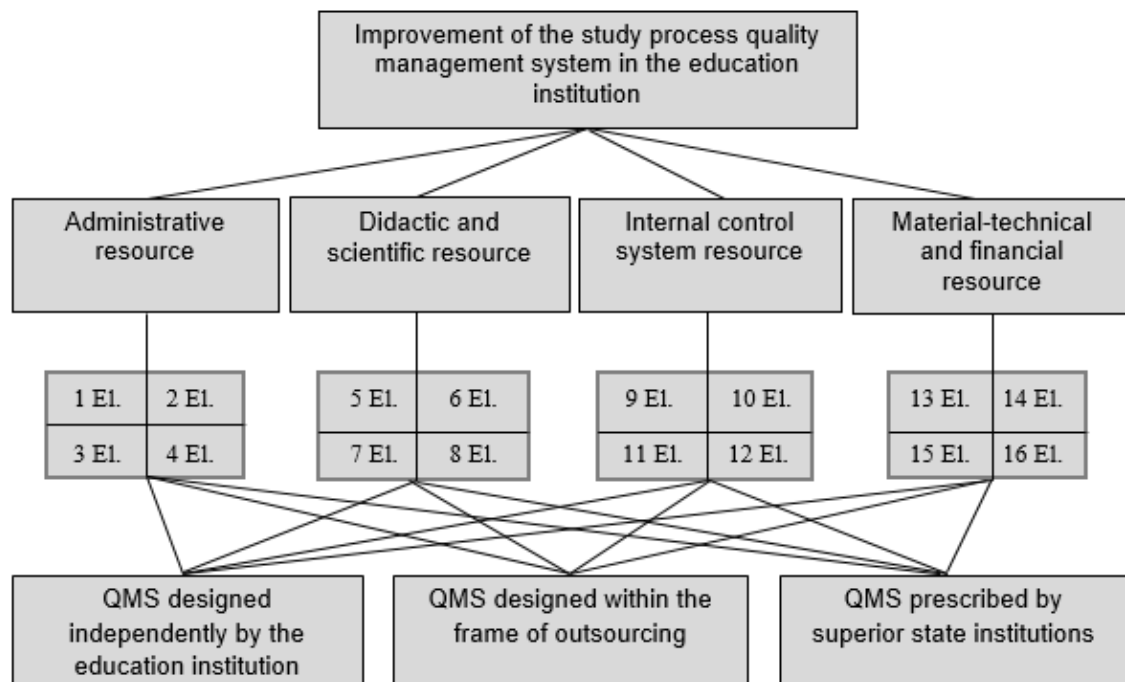 Improvement of the study process quality
management system in the education
institution
Administrative
resource
Didactic and
scientific resource
Internal control
system resource
Material-technical
and financial
resource
1 El. 2 El.
3 El. 4 El.
5 El. 6 El.
7 El. 8 El.
9 El. 10 El.
11 El. 12 El.
13 El. 14 El.
15 El. 16 El.
QMS designed
independently by the
education institution
QMS designed within the
frame of outsourcing
QMS prescribed by
superior state institutions